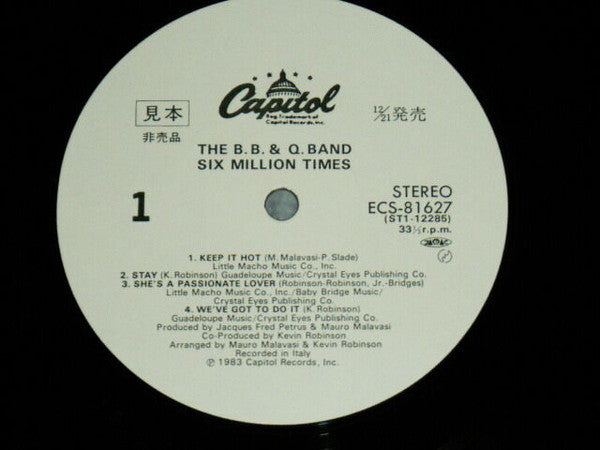 Capitol
Reg. Trademark of
Capitol Records, Inc.
見本
非売品
12/21発売
THE B.B. & Q. BAND
SIX MILLION TIMES
1
STEREO
ECS-81627
(ST1-12285)
33⅓ r.p.m.
1. KEEP IT HOT (M. Malavasi-P. Slade)
Little Macho Music Co., Inc.
2. STAY (K. Robinson) Guadeloupe Music/Crystal Eyes Publishing Co.
3. SHE'S A PASSIONATE LOVER (Robinson-Robinson, Jr.-Bridges)
Little Macho Music Co., Inc./Baby Bridge Music/
Crystal Eyes Publishing Co.
4. WE'VE GOT TO DO IT (K. Robinson)
Guadeloupe Music/Crystal Eyes Publishing Co.
Produced by Jacques Fred Petrus & Mauro Malavasi
Co-Produced by Kevin Robinson
Arranged by Mauro Malavasi & Kevin Robinson
Recorded in Italy
℗ 1983 Capitol Records, Inc.